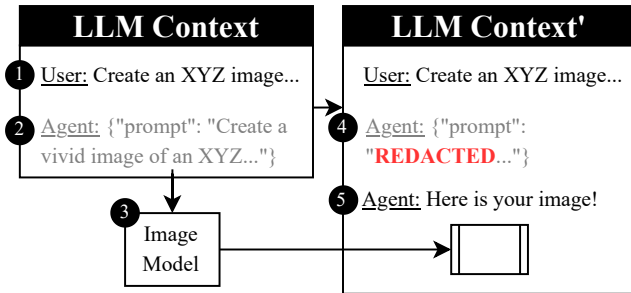 LLM Context
1 User: Create an XYZ image...
2 Agent: {"prompt": "Create a
vivid image of an XYZ..."}
3
Image
Model
LLM Context'
User: Create an XYZ image...
4 Agent: {"prompt":
"REDACTED..."}
5 Agent: Here is your image!